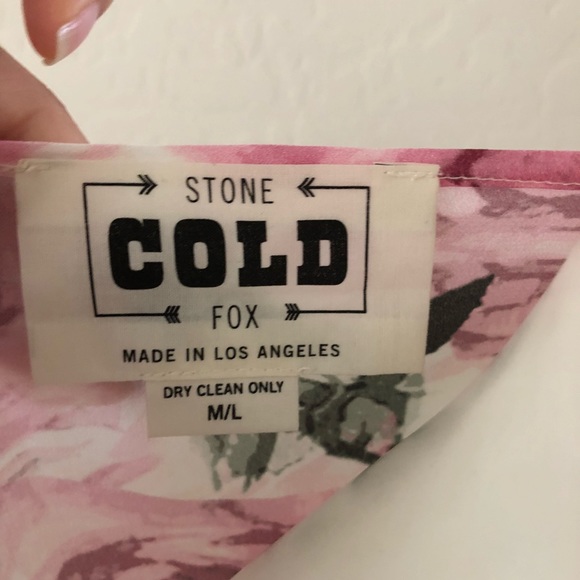 STONE
COLD
FOX
MADE IN LOS ANGELES
DRY CLEAN ONLY
M/L